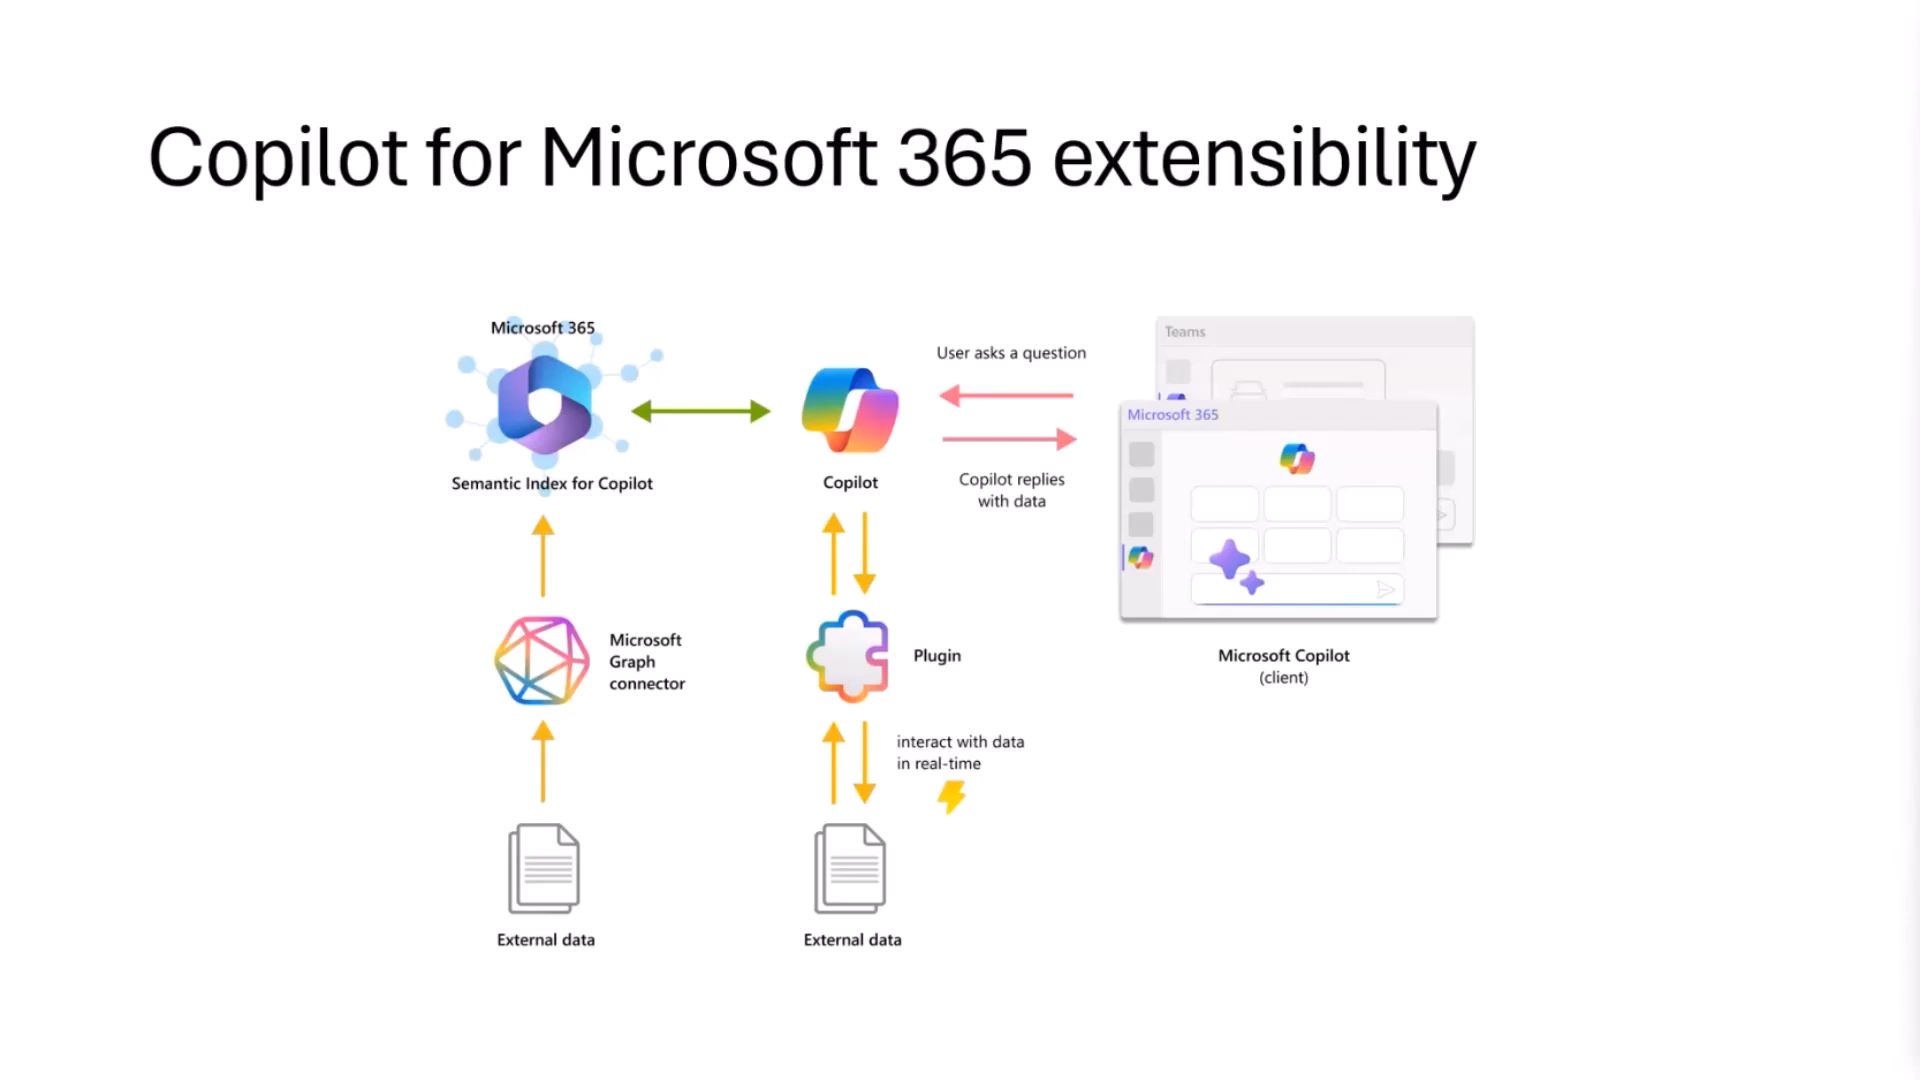 Copilot for Microsoft 365 extensibility
Microsoft 365
Semantic Index for Copilot
Copilot
User asks a question
Copilot replies
with data
Teams
Microsoft 365
Microsoft Copilot
(client)
Microsoft
Graph
connector
Plugin
interact with data
in real-time
External data
External data